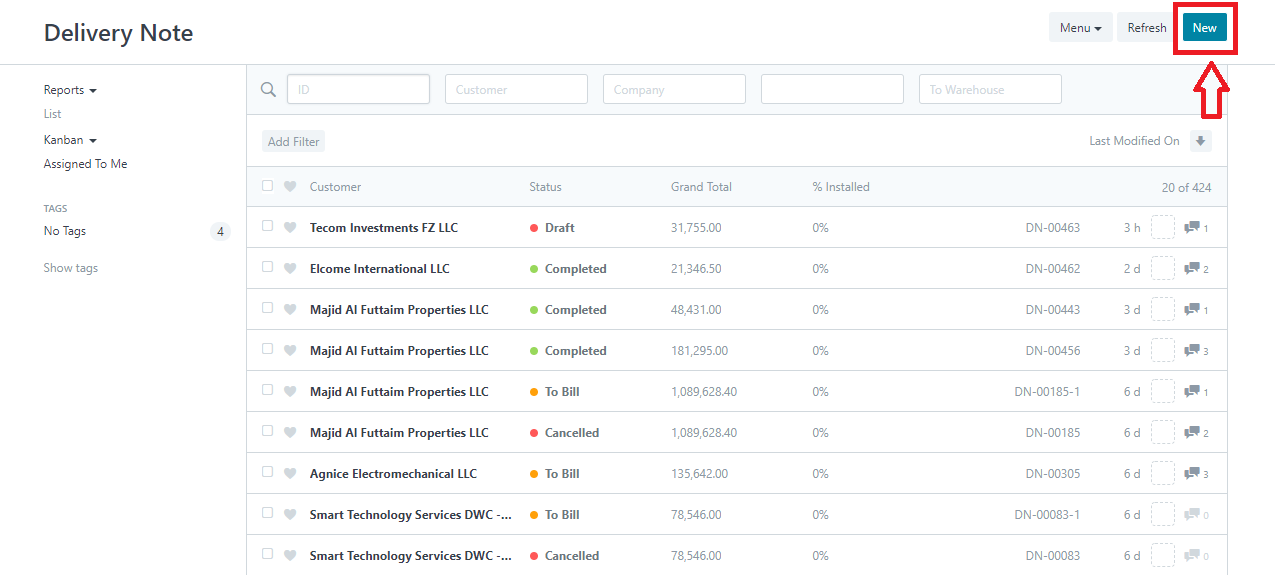 Delivery Note
Menu
Refresh
New
Reports
List
Kanban
Assigned To Me
TAGS
No Tags 4
Show tags
ID
Customer
Company
To Warehouse
Add Filter
Last Modified On
Customer Status Grand Total % Installed 20 of 424
Tecom Investments FZ LLC Draft 31,755.00 0% DN-00463 3 h 1
Elcome International LLC Completed 21,346.50 0% DN-00462 2 d 2
Majid Al Futtaim Properties LLC Completed 48,431.00 0% DN-00443 3 d 1
Majid Al Futtaim Properties LLC Completed 181,295.00 0% DN-00456 3 d 3
Majid Al Futtaim Properties LLC To Bill 1,089,628.40 0% DN-00185-1 6 d 1
Majid Al Futtaim Properties LLC Cancelled 1,089,628.40 0% DN-00185 6 d 2
Agnice Electromechanical LLC To Bill 135,642.00 0% DN-00305 6 d 3
Smart Technology Services DWC -... To Bill 78,546.00 0% DN-00083-1 6 d 0
Smart Technology Services DWC -... Cancelled 78,546.00 0% DN-00083 6 d 0